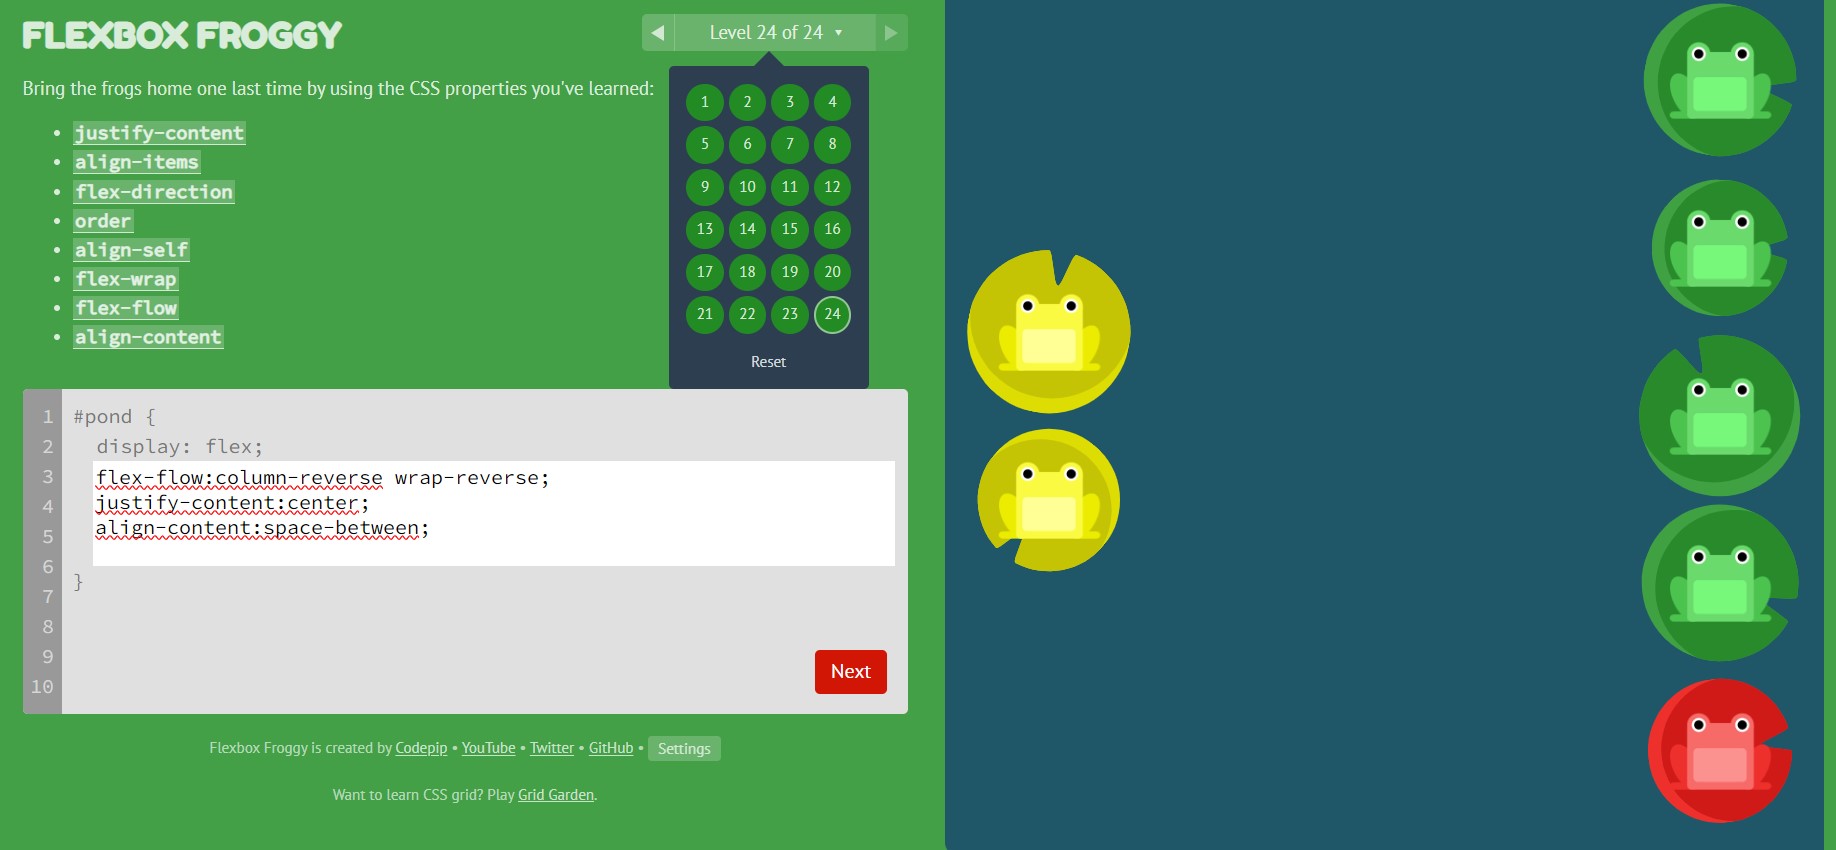 FLEXBOX FROGGY
◀ Level 24 of 24 ▾ ▶
Bring the frogs home one last time by using the CSS properties you've learned:
• justify-content
• align-items
• flex-direction
• order
• align-self
• flex-wrap
• flex-flow
• align-content
1 2 3 4
5 6 7 8
9 10 11 12
13 14 15 16
17 18 19 20
21 22 23 24
Reset
1 #pond {
2 display: flex;
3 flex-flow:column-reverse wrap-reverse;
4 justify-content:center;
5 align-content:space-between;
6 }
7
8
9
10
Next
Flexbox Froggy is created by Codepip • YouTube • Twitter • GitHub • Settings
Want to learn CSS grid? Play Grid Garden.